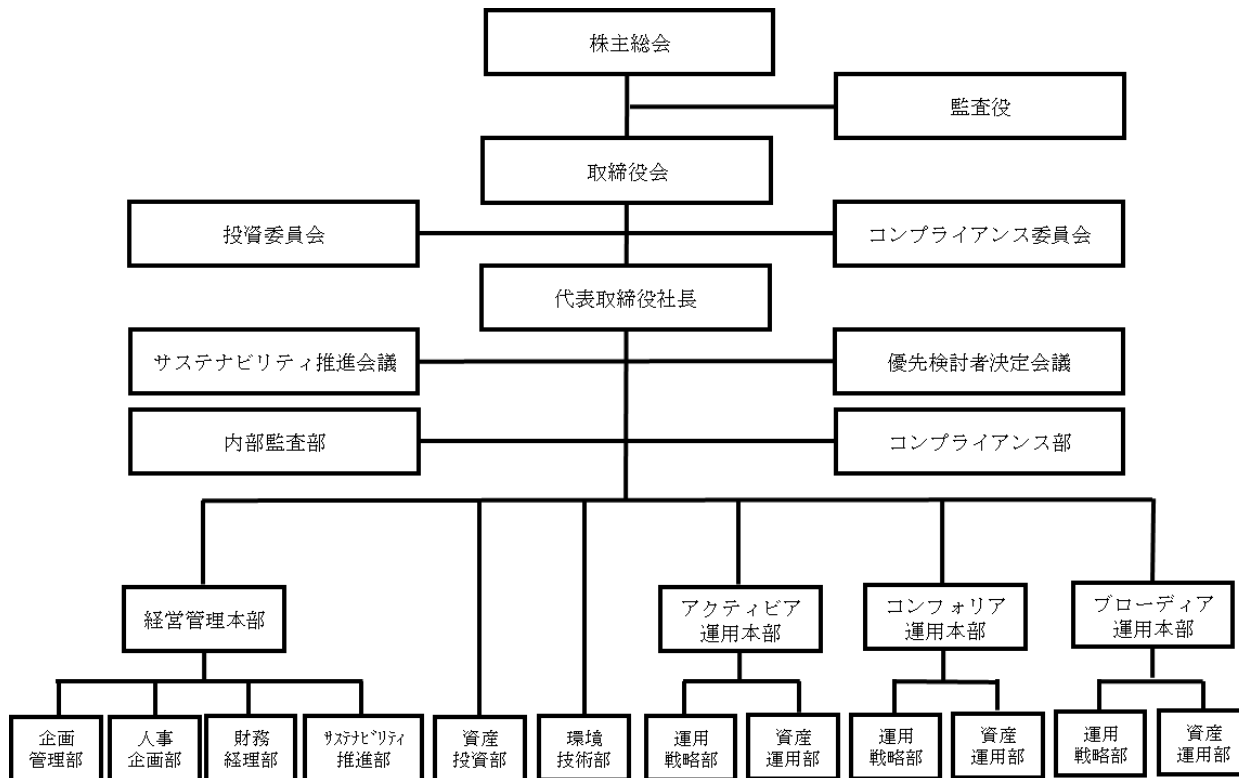 株主総会
監査役
取締役会
投資委員会
コンプライアンス委員会
代表取締役社長
サステナビリティ推進会議
優先検討者決定会議
内部監査部
コンプライアンス部
経営管理本部
アクティビア
運用本部
コンフォリア
運用本部
ブローディア
運用本部
企画
管理部
人事
企画部
財務
経理部
ｻｽﾃﾅﾋﾞﾘﾃｨ
推進部
資産
投資部
環境
技術部
運用
戦略部
資産
運用部
運用
戦略部
資産
運用部
運用
戦略部
資産
運用部